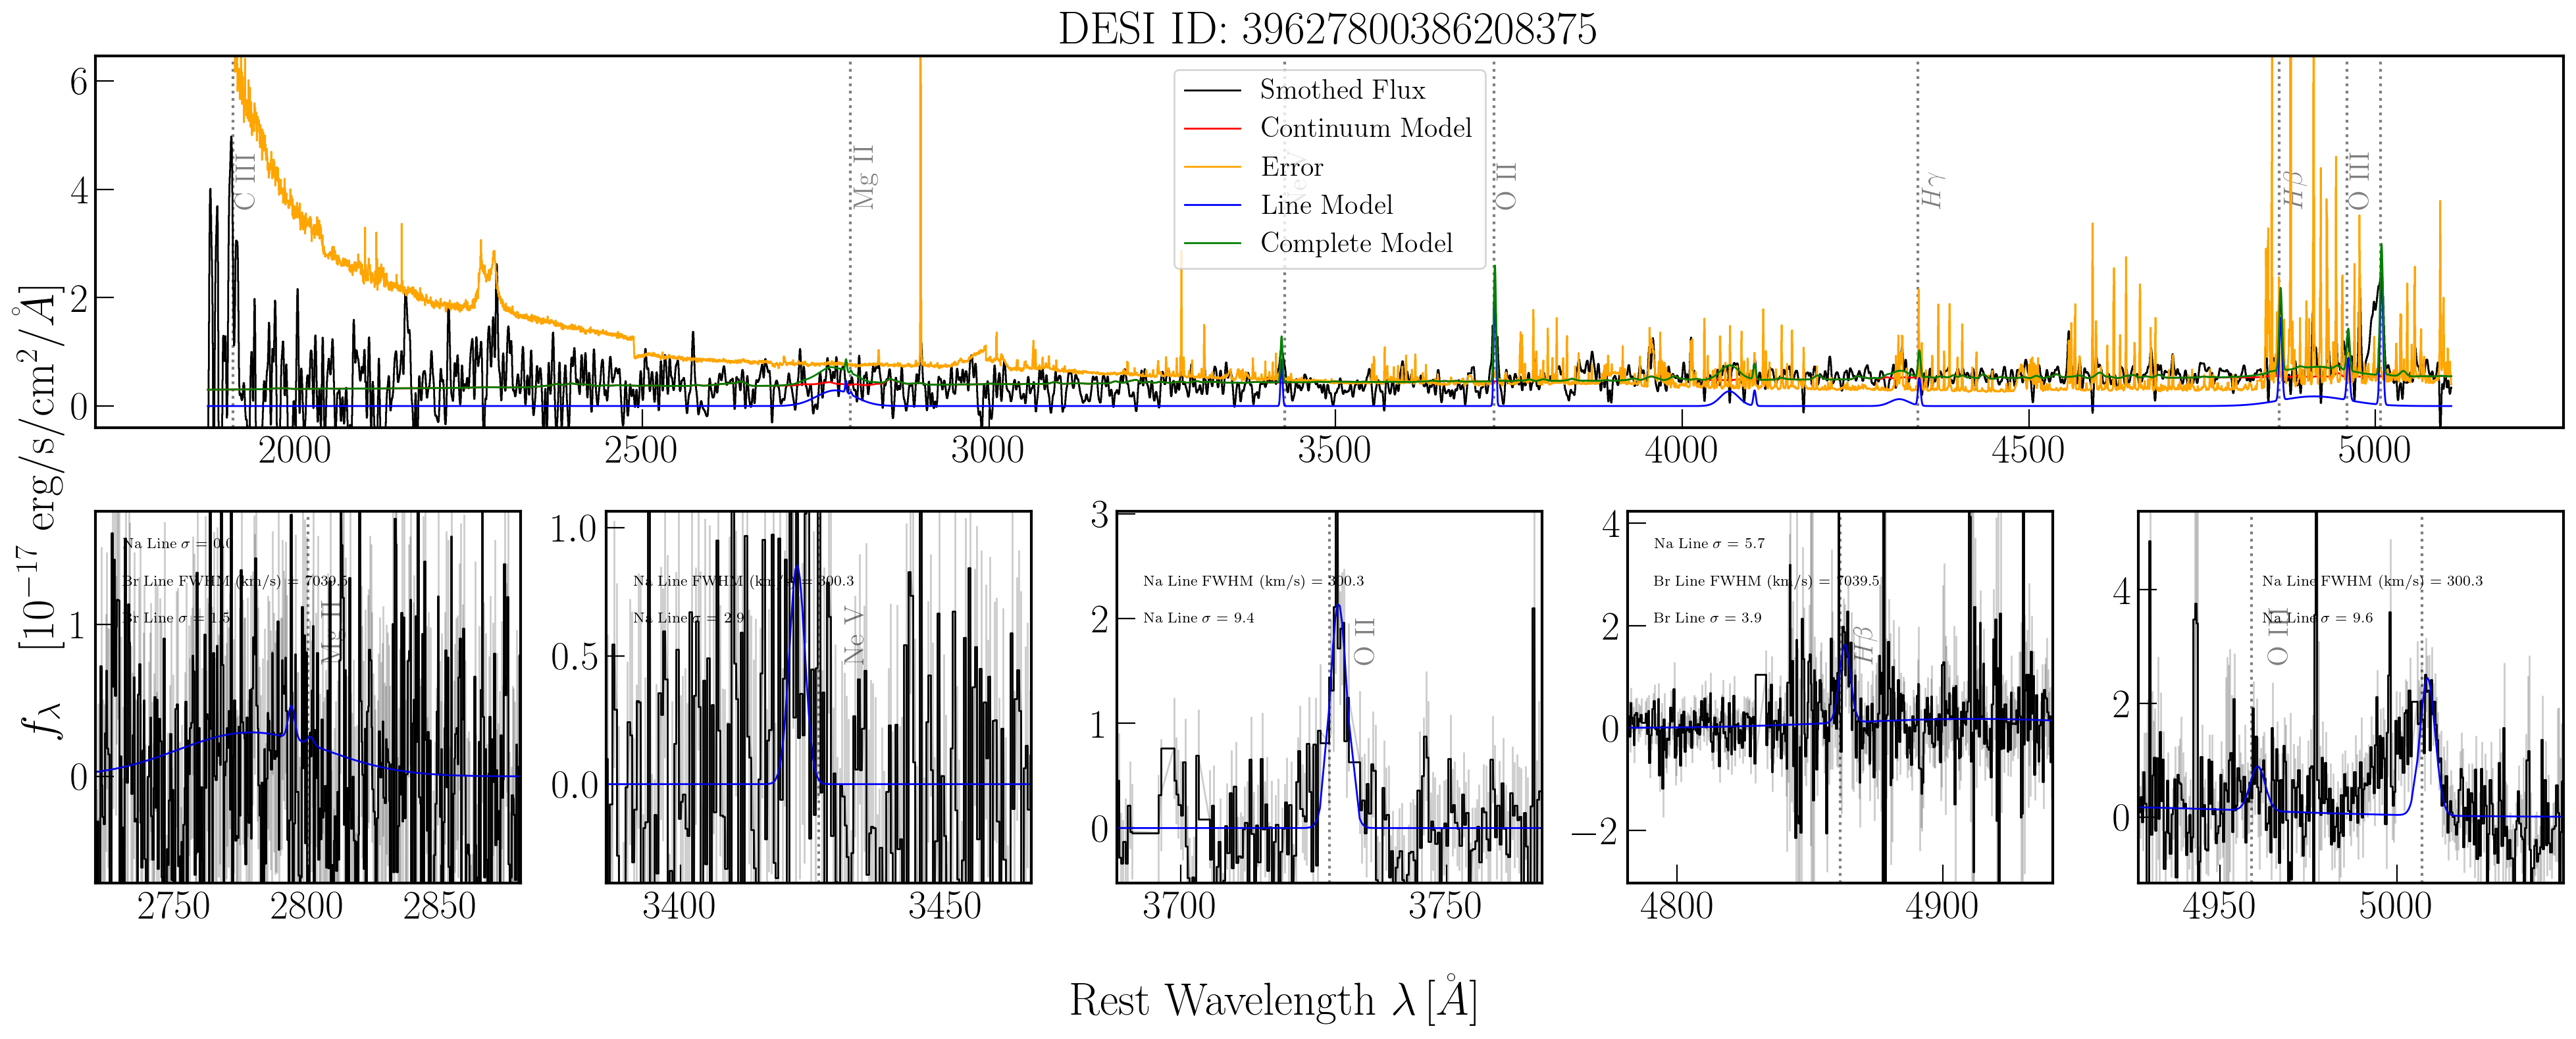 DESI ID: 39627800386208375
6
4
2
0
C III
Mg II
Ne V
O II
Hγ
Hβ
O III
Smothed Flux
Continuum Model
Error
Line Model
Complete Model
2000 2500 3000 3500 4000 4500 5000
f_λ [10^{-17} erg/s/cm^2/Å]
1
0
Na Line σ = 0.0
Br Line FWHM (km/s) = 7039.5
Br Line σ = 1.5
Mg II
2750 2800 2850
1.0
0.5
0.0
Na Line FWHM (km/s) = 300.3
Na Line σ = 2.9
Ne V
3400 3450
3
2
1
0
Na Line FWHM (km/s) = 300.3
Na Line σ = 9.4
O II
3700 3750
4
2
0
−2
Na Line σ = 5.7
Br Line FWHM (km/s) = 7039.5
Br Line σ = 3.9
Hβ
4800 4900
4
2
0
Na Line FWHM (km/s) = 300.3
Na Line σ = 9.6
O III
4950 5000
Rest Wavelength λ [Å]